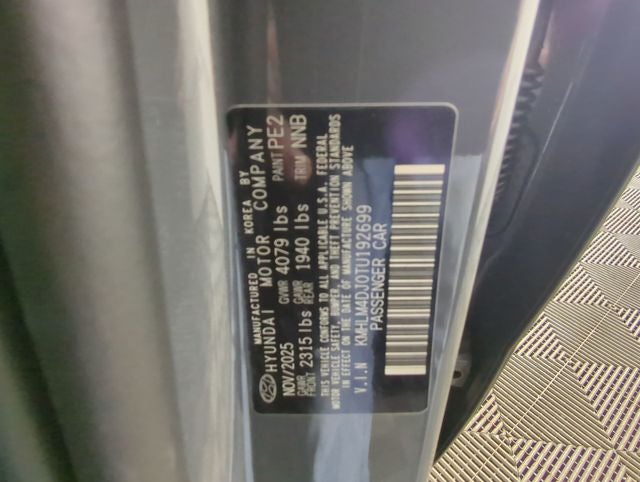 MANUFACTURED IN KOREA BY
HYUNDAI MOTOR COMPANY
NOV/2025 GVWR 4079 lbs PAINT PE2
GAWR FRONT 2315 lbs GAWR REAR 1940 lbs TRIM NNB
THIS VEHICLE CONFORMS TO ALL APPLICABLE U.S.A. FEDERAL
MOTOR VEHICLE SAFETY, BUMPER, AND THEFT PREVENTION STANDARDS
IN EFFECT ON THE DATE OF MANUFACTURE SHOWN ABOVE
V.I.N KMHLM4DJ0TU192699
PASSENGER CAR